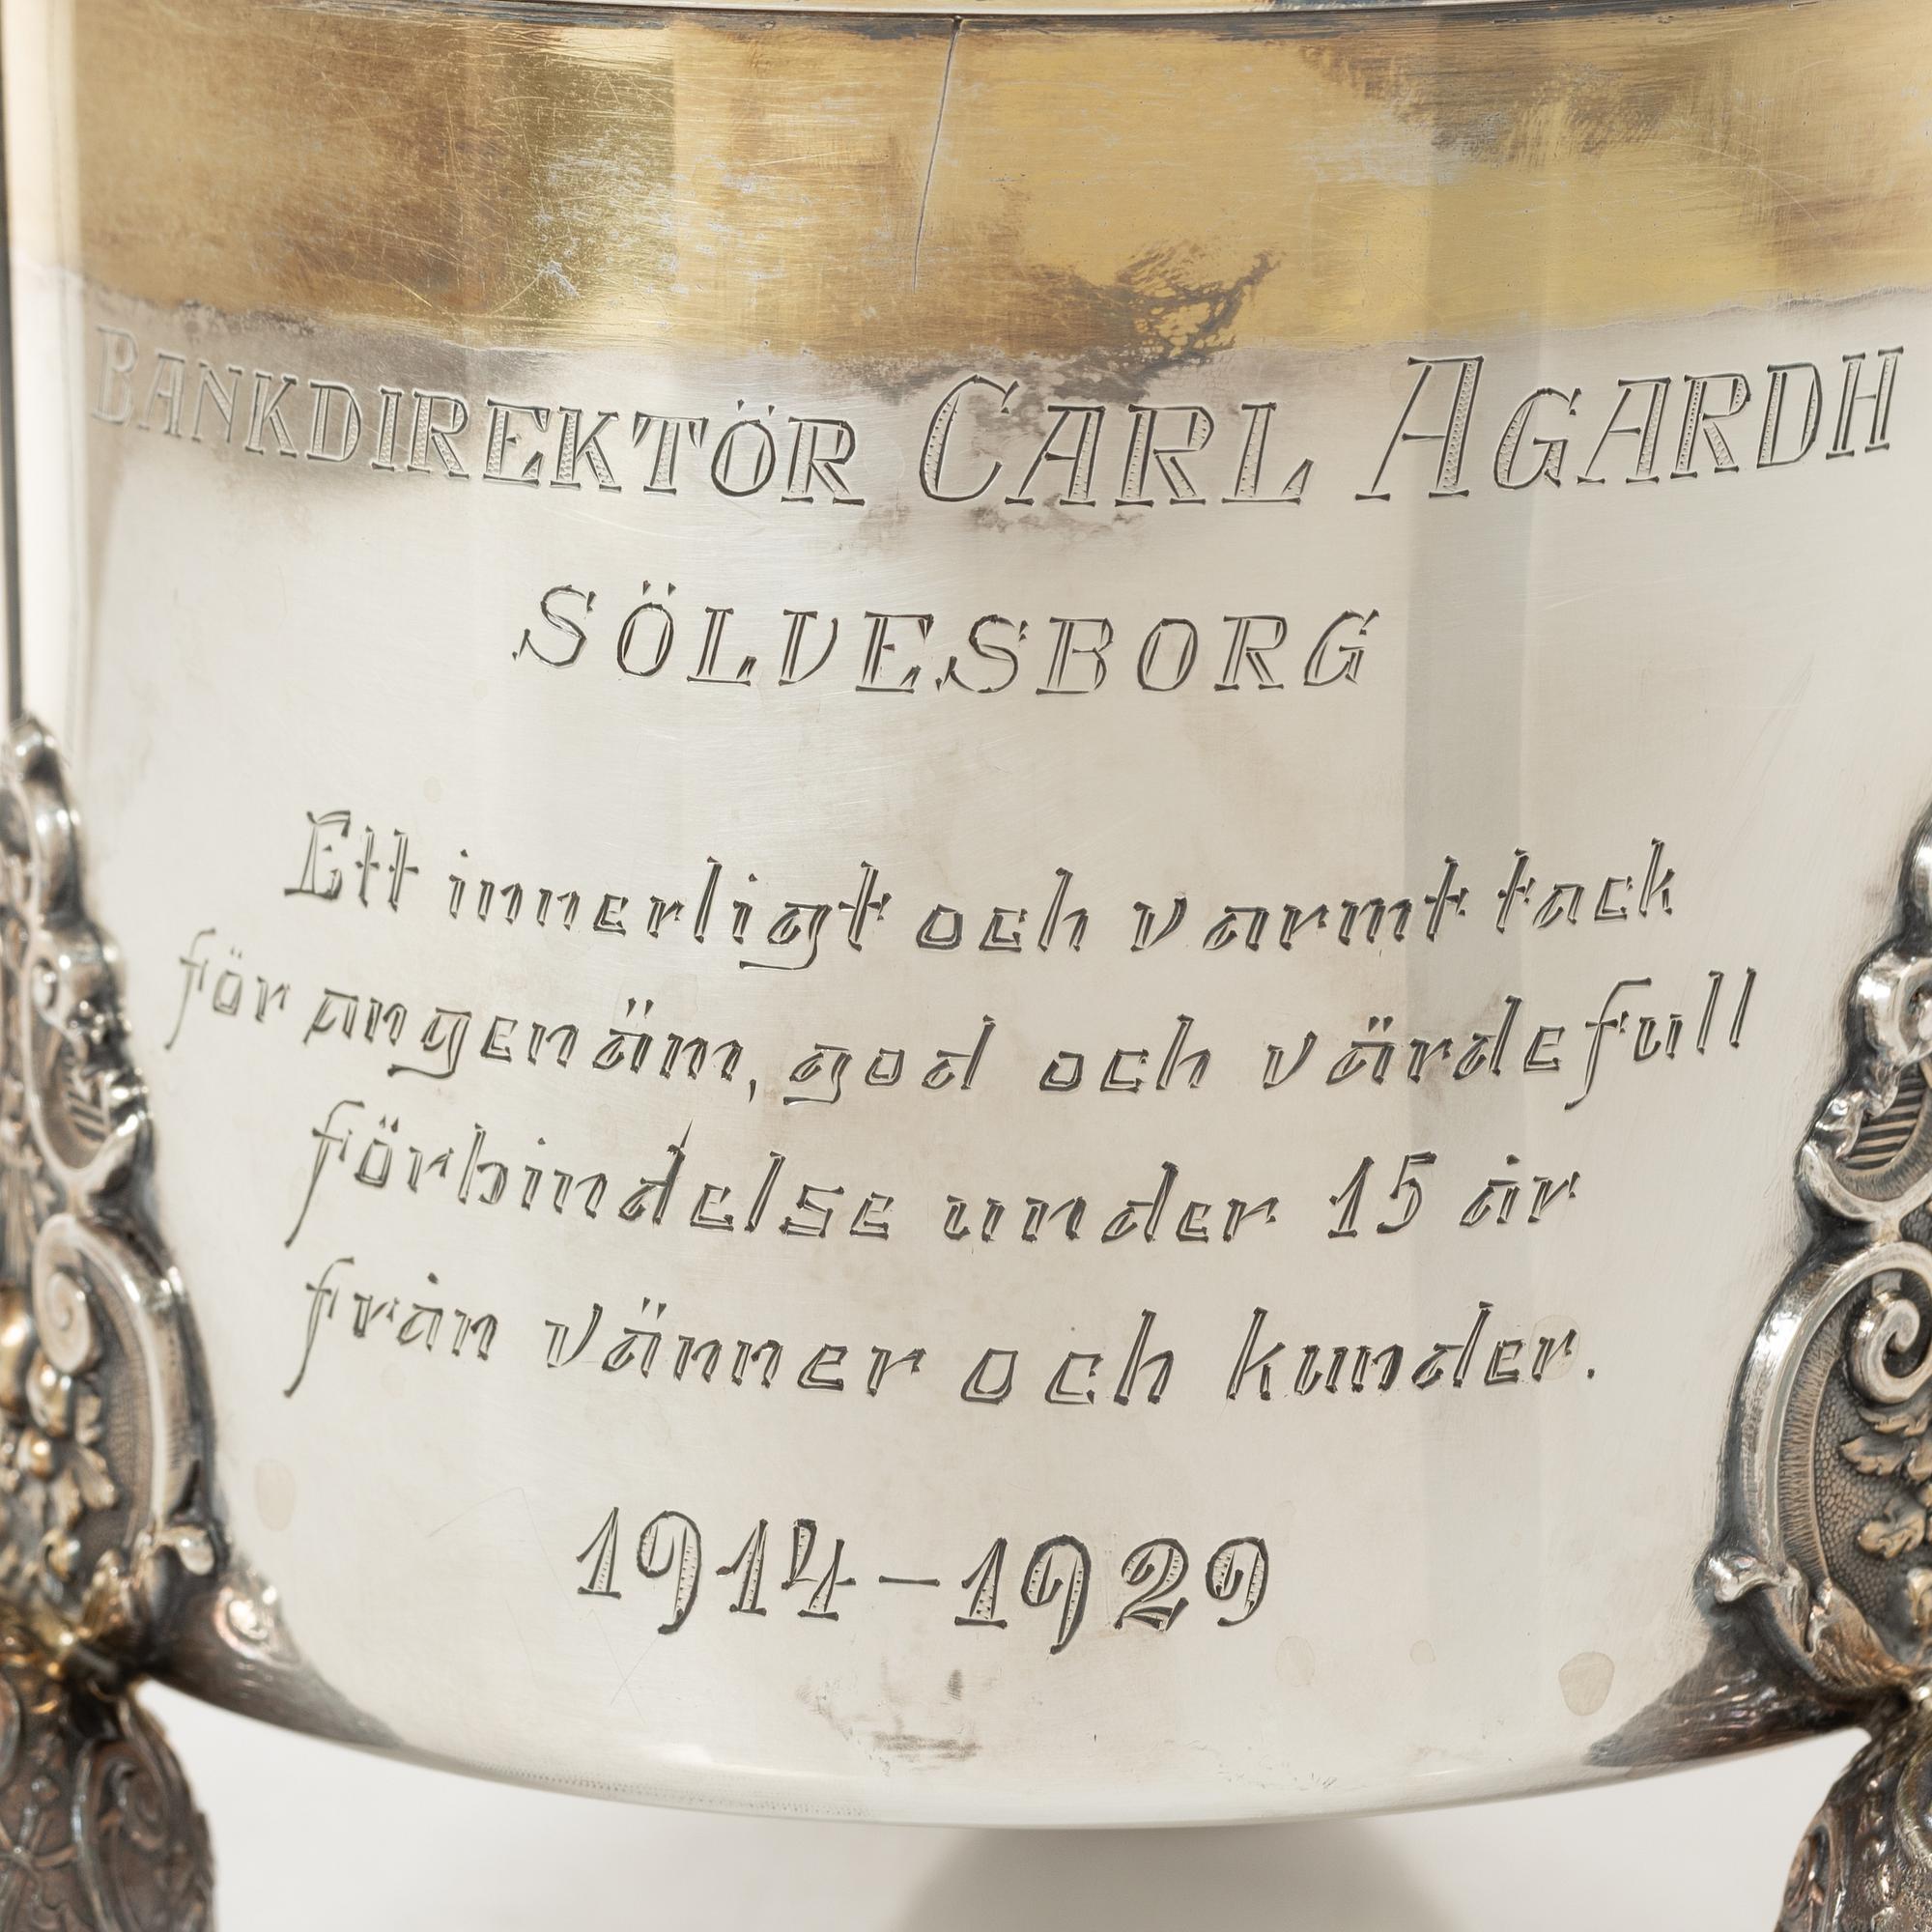 BANKDIREKTÖR CARL AGARDH
SÖLVESBORG
Ett innerligt och varmt tack
för angenäm, god och värdefull
förbindelse under 15 år
från vänner och kunder.
1914-1929